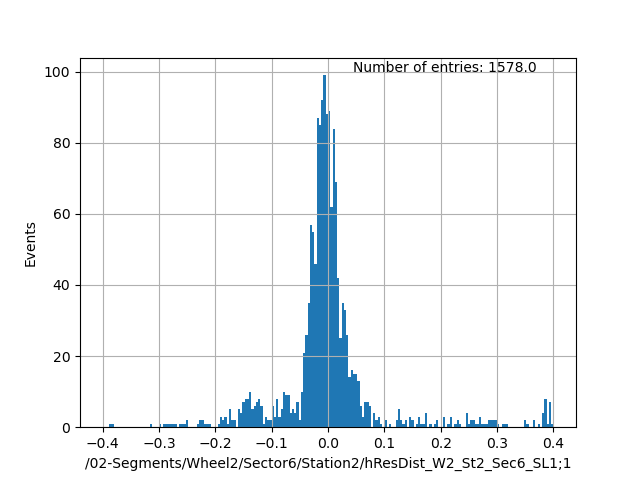 Number of entries: 1578.0
100
80
60
40
20
0
Events
−0.4 −0.3 −0.2 −0.1 0.0 0.1 0.2 0.3 0.4
/02-Segments/Wheel2/Sector6/Station2/hResDist_W2_St2_Sec6_SL1;1